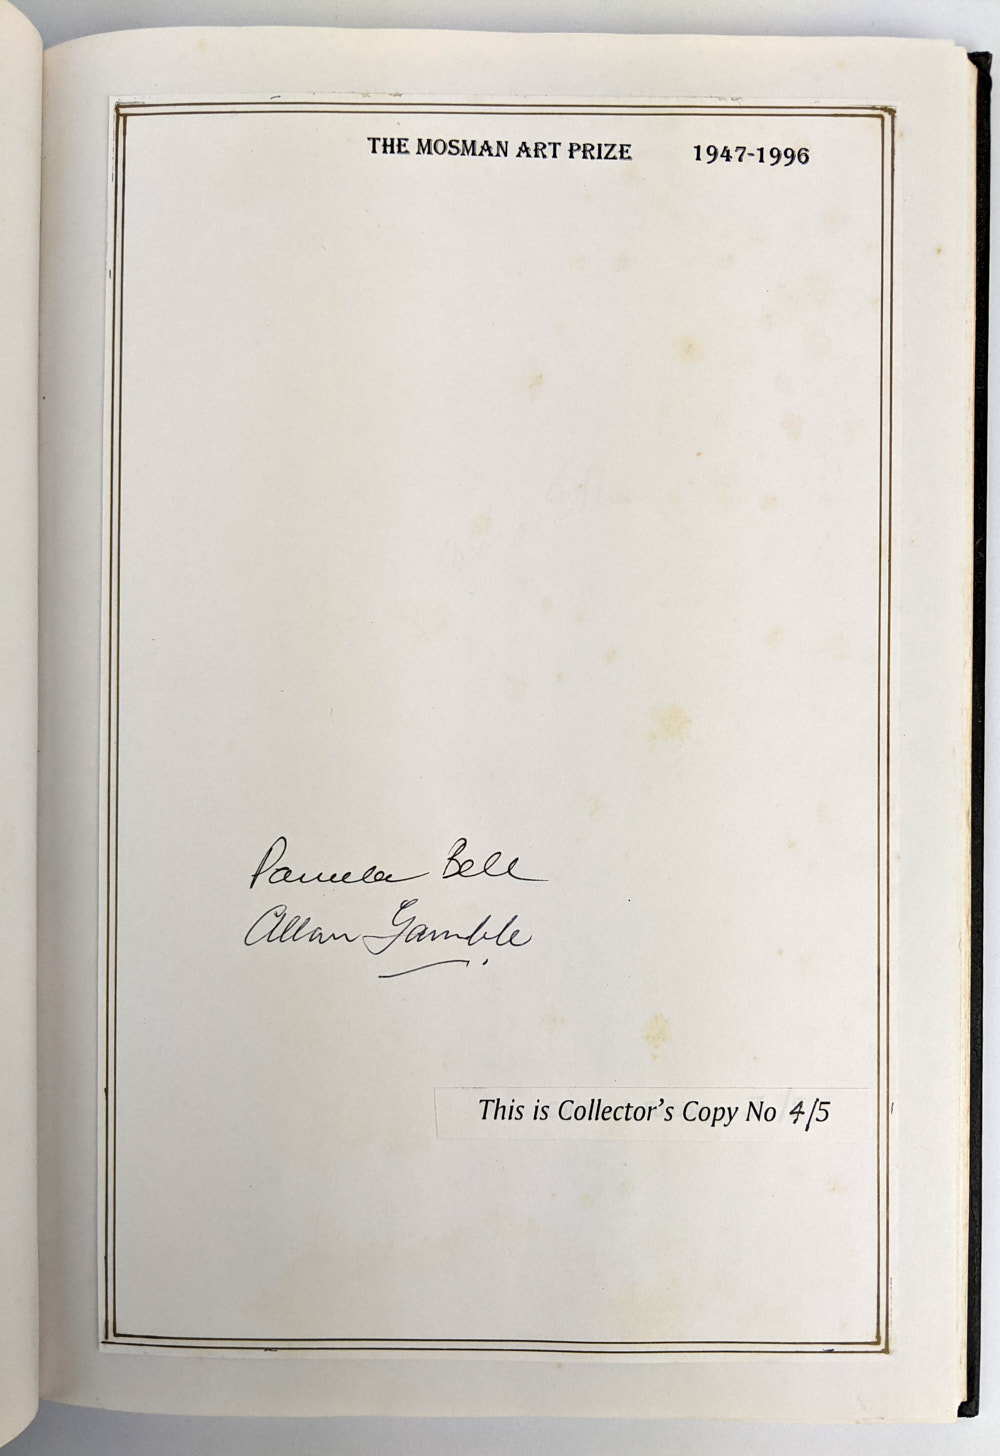 THE MOSMAN ART PRIZE 1947-1996
Pamela Bell
Allan Gamble
This is Collector's Copy No 4/5